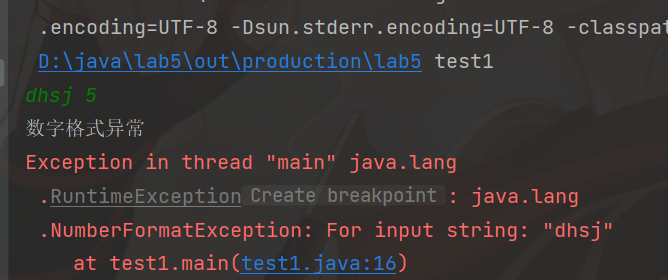 .encoding=UTF-8 -Dsun.stderr.encoding=UTF-8 -classpat
D:\java\lab5\out\production\lab5 test1
dhsj 5
数字格式异常
Exception in thread "main" java.lang
.RuntimeException Create breakpoint : java.lang
.NumberFormatException: For input string: "dhsj"
at test1.main(test1.java:16)